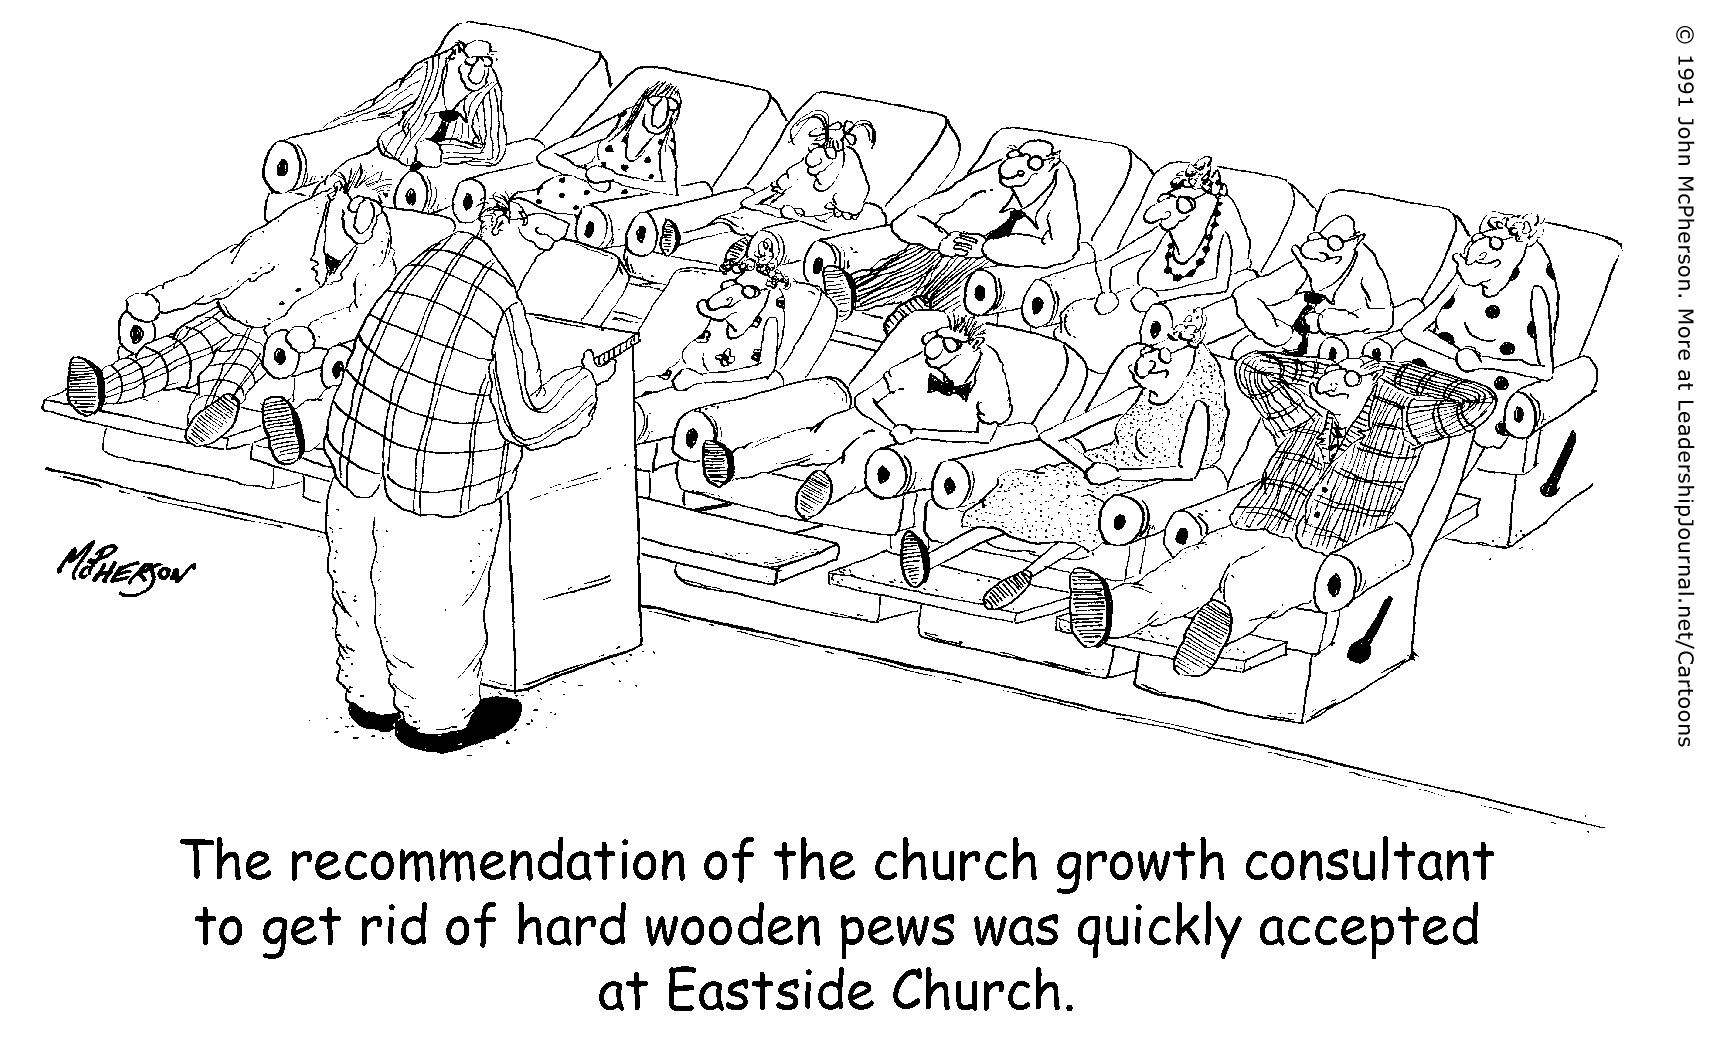 McPHERSON
The recommendation of the church growth consultant
to get rid of hard wooden pews was quickly accepted
at Eastside Church.
© 1991 John McPherson. More at LeadershipJournal.net/Cartoons